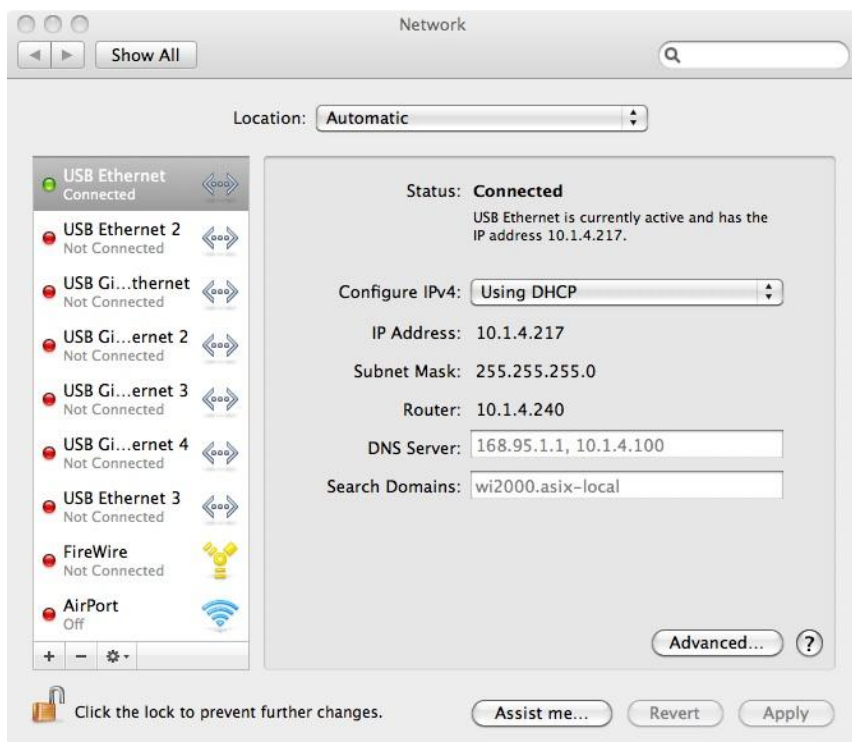 Network
Show All
Location: Automatic
USB Ethernet
Connected
USB Ethernet 2
Not Connected
USB Gi...thernet
Not Connected
USB Gi...ernet 2
Not Connected
USB Gi...ernet 3
Not Connected
USB Gi...ernet 4
Not Connected
USB Ethernet 3
Not Connected
FireWire
Not Connected
AirPort
Off
Status: Connected
USB Ethernet is currently active and has the
IP address 10.1.4.217.
Configure IPv4: Using DHCP
IP Address: 10.1.4.217
Subnet Mask: 255.255.255.0
Router: 10.1.4.240
DNS Server: 168.95.1.1, 10.1.4.100
Search Domains: wi2000.asix-local
Advanced... ?
Click the lock to prevent further changes.
Assist me... Revert Apply